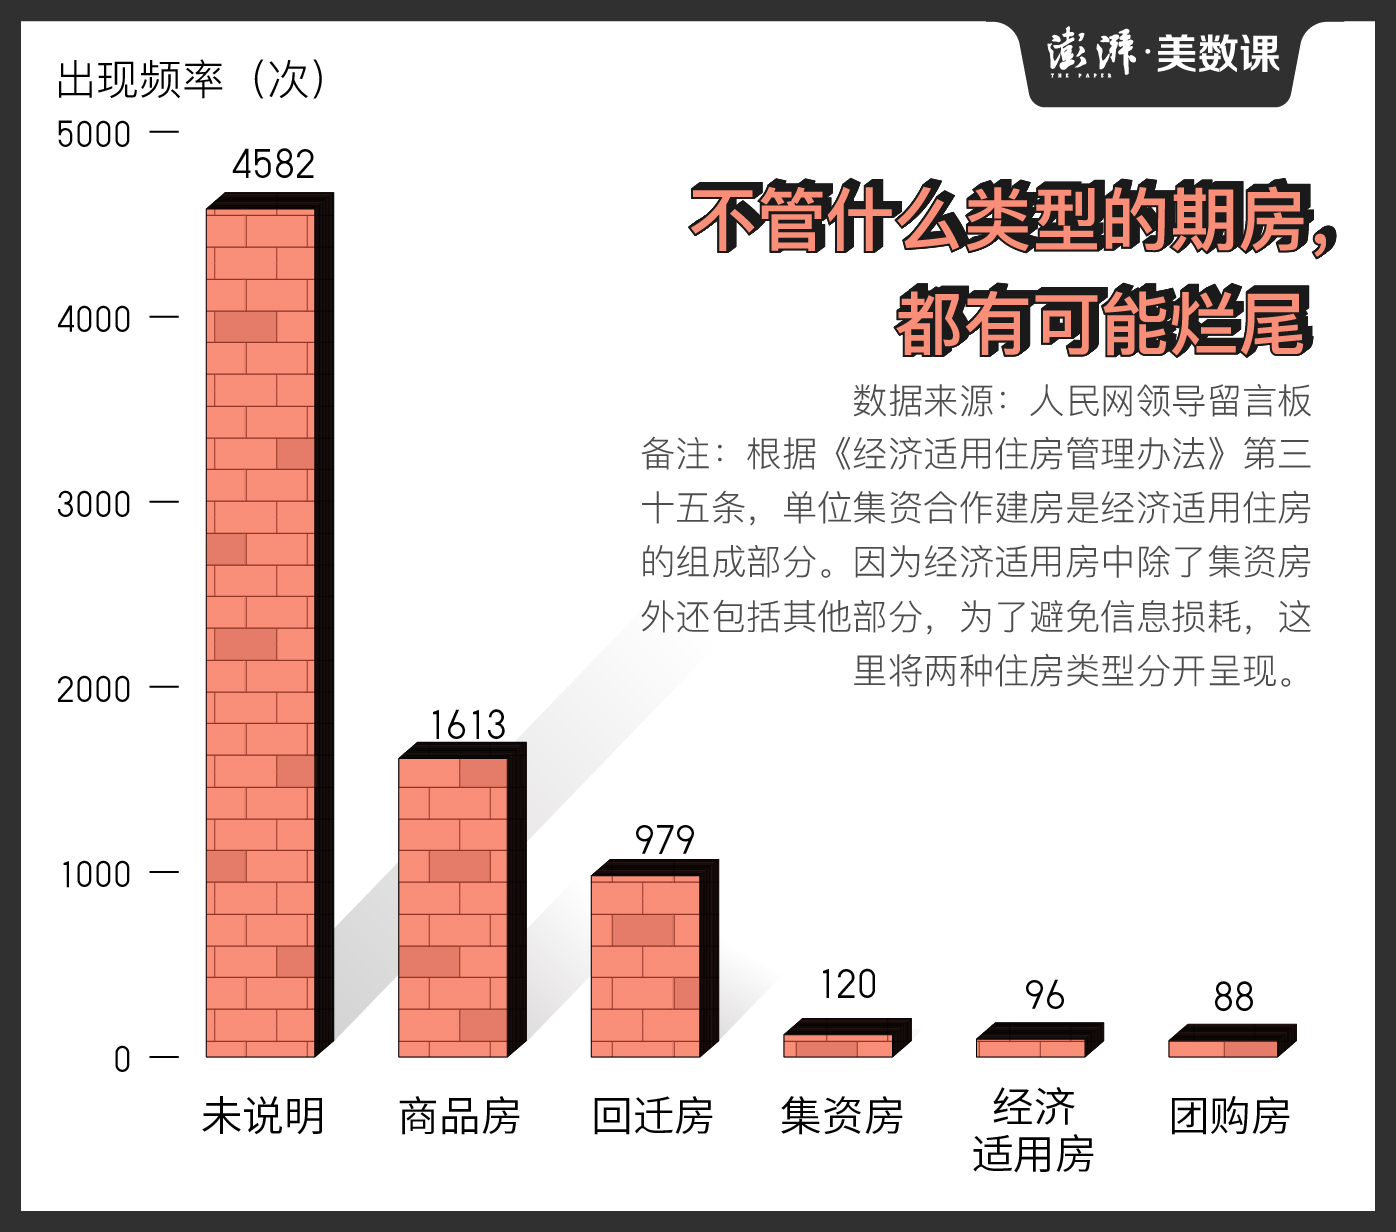 澎湃·美数课
THE PAPER
出现频率（次）
不管什么类型的期房，
都有可能烂尾
数据来源：人民网领导留言板
备注：根据《经济适用住房管理办法》第三
十五条，单位集资合作建房是经济适用住房
的组成部分。因为经济适用房中除了集资房
外还包括其他部分，为了避免信息损耗，这
里将两种住房类型分开呈现。
5000
4000
3000
2000
1000
0
4582
1613
979
120
96
88
未说明
商品房
回迁房
集资房
经济
适用房
团购房